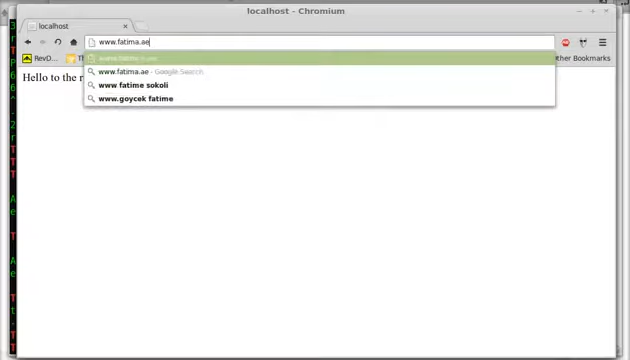 localhost - Chromium
localhost
www.fatima.ae
RevD...
www.fatima.ae - Google Search
ther Bookmarks
www fatime sokoli
Hello to the r
www.goycek fatime